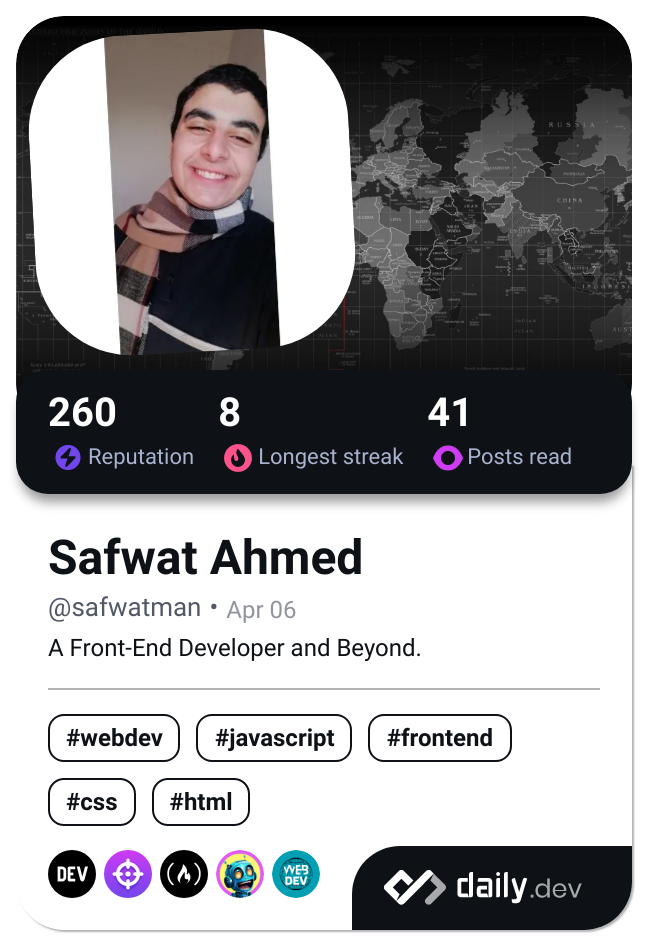 RUSSIA
CHINA
260 8 41
Reputation Longest streak Posts read
Safwat Ahmed
@safwatman • Apr 06
A Front-End Developer and Beyond.
#webdev #javascript #frontend
#css #html
DEV WEB DEV daily.dev